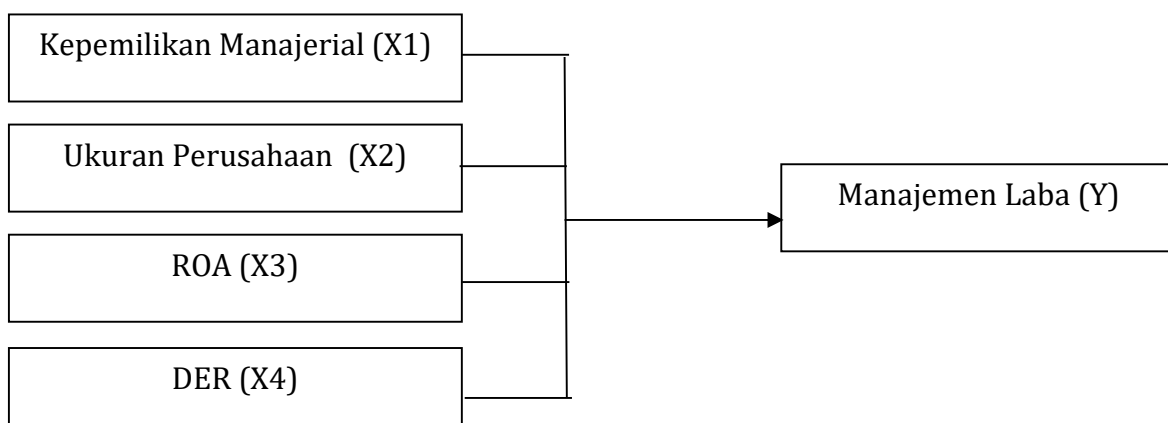 Kepemilikan Manajerial (X1)
Ukuran Perusahaan  (X2)
ROA (X3)
DER (X4)
Manajemen Laba (Y)